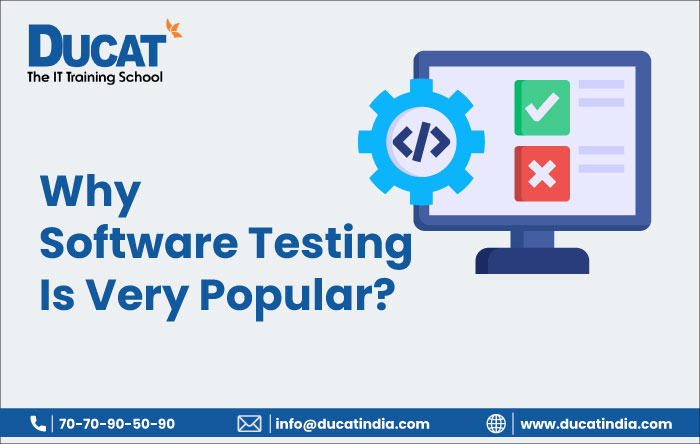 DUCAT
The IT Training School
Why
Software Testing
Is Very Popular?
</>
70-70-90-50-90
info@ducatindia.com
www.ducatindia.com